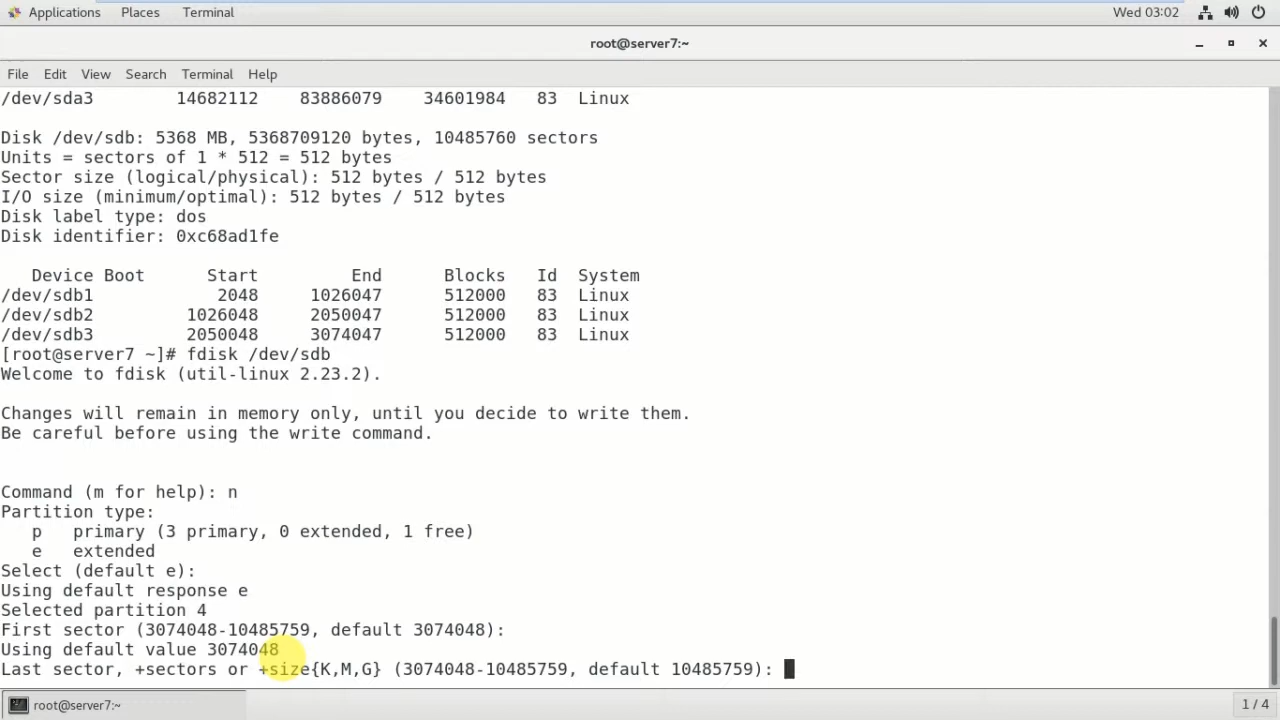 Applications Places Terminal Wed 03:02
root@server7:~
File Edit View Search Terminal Help
/dev/sda3 14682112 83886079 34601984 83 Linux
Disk /dev/sdb: 5368 MB, 5368709120 bytes, 10485760 sectors
Units = sectors of 1 * 512 = 512 bytes
Sector size (logical/physical): 512 bytes / 512 bytes
I/O size (minimum/optimal): 512 bytes / 512 bytes
Disk label type: dos
Disk identifier: 0xc68ad1fe
Device Boot Start End Blocks Id System
/dev/sdb1 2048 1026047 512000 83 Linux
/dev/sdb2 1026048 2050047 512000 83 Linux
/dev/sdb3 2050048 3074047 512000 83 Linux
[root@server7 ~]# fdisk /dev/sdb
Welcome to fdisk (util-linux 2.23.2).
Changes will remain in memory only, until you decide to write them.
Be careful before using the write command.
Command (m for help): n
Partition type:
p primary (3 primary, 0 extended, 1 free)
e extended
Select (default e):
Using default response e
Selected partition 4
First sector (3074048-10485759, default 3074048):
Using default value 3074048
Last sector, +sectors or +size{K,M,G} (3074048-10485759, default 10485759):
root@server7:~ 1 / 4